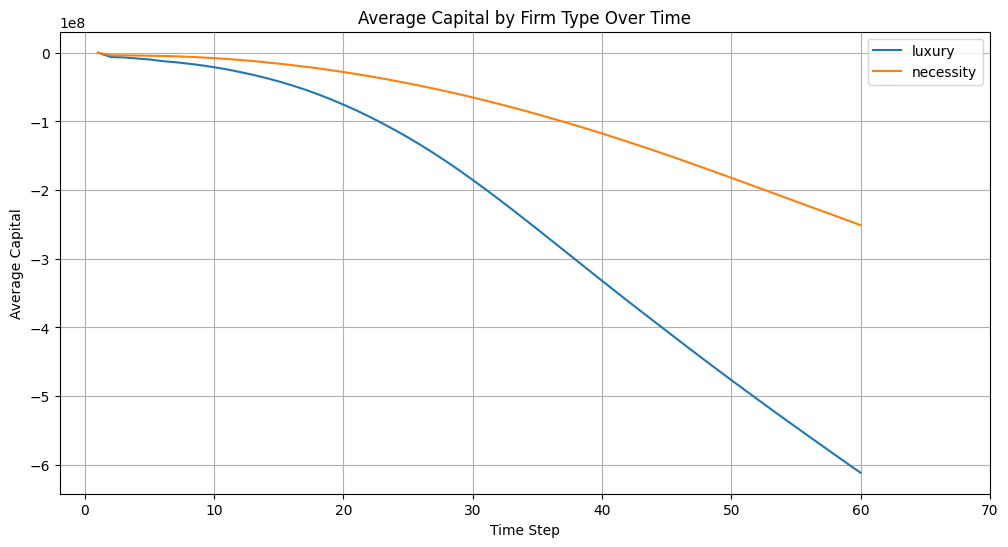 Average Capital by Firm Type Over Time
1e8
luxury
necessity
0
−1
−2
−3
−4
−5
−6
Average Capital
0 10 20 30 40 50 60 70
Time Step